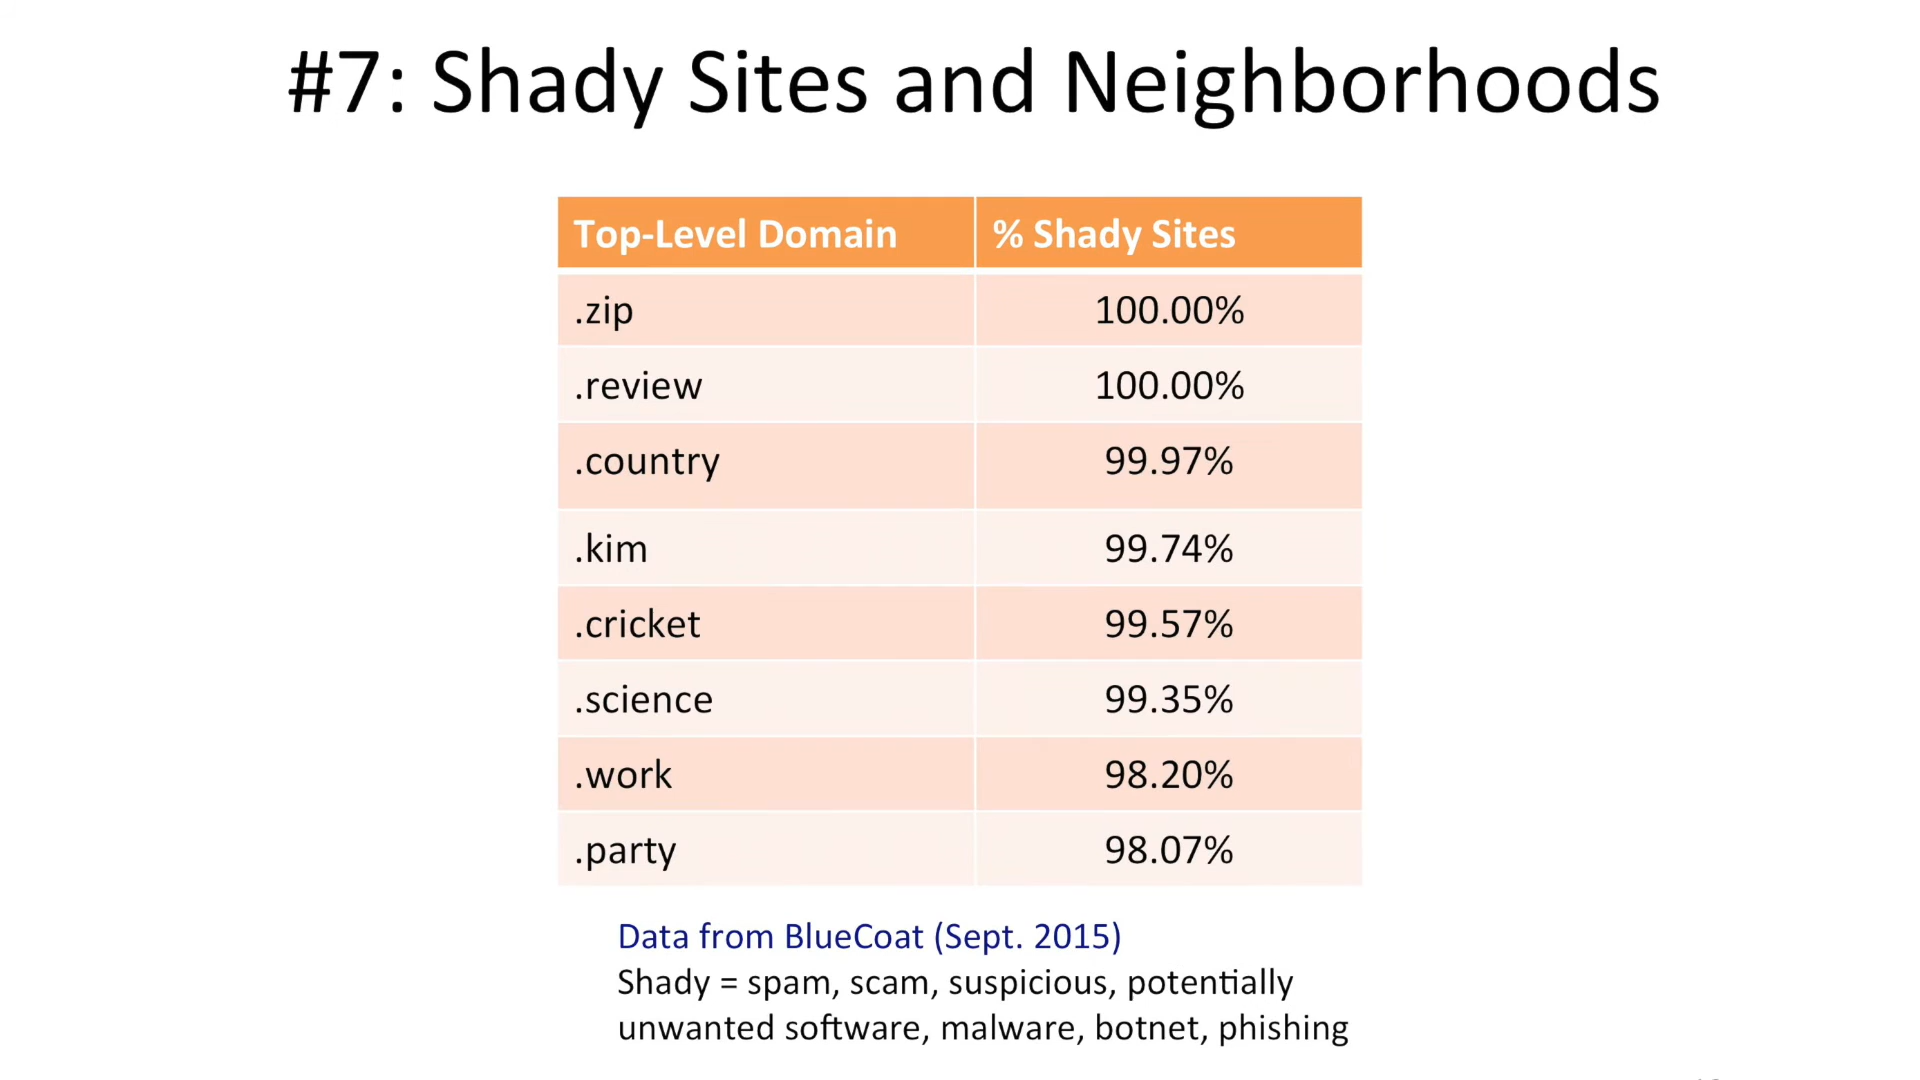 #7: Shady Sites and Neighborhoods
Top-Level Domain % Shady Sites
.zip 100.00%
.review 100.00%
.country 99.97%
.kim 99.74%
.cricket 99.57%
.science 99.35%
.work 98.20%
.party 98.07%
Data from BlueCoat (Sept. 2015)
Shady = spam, scam, suspicious, potentially
unwanted software, malware, botnet, phishing